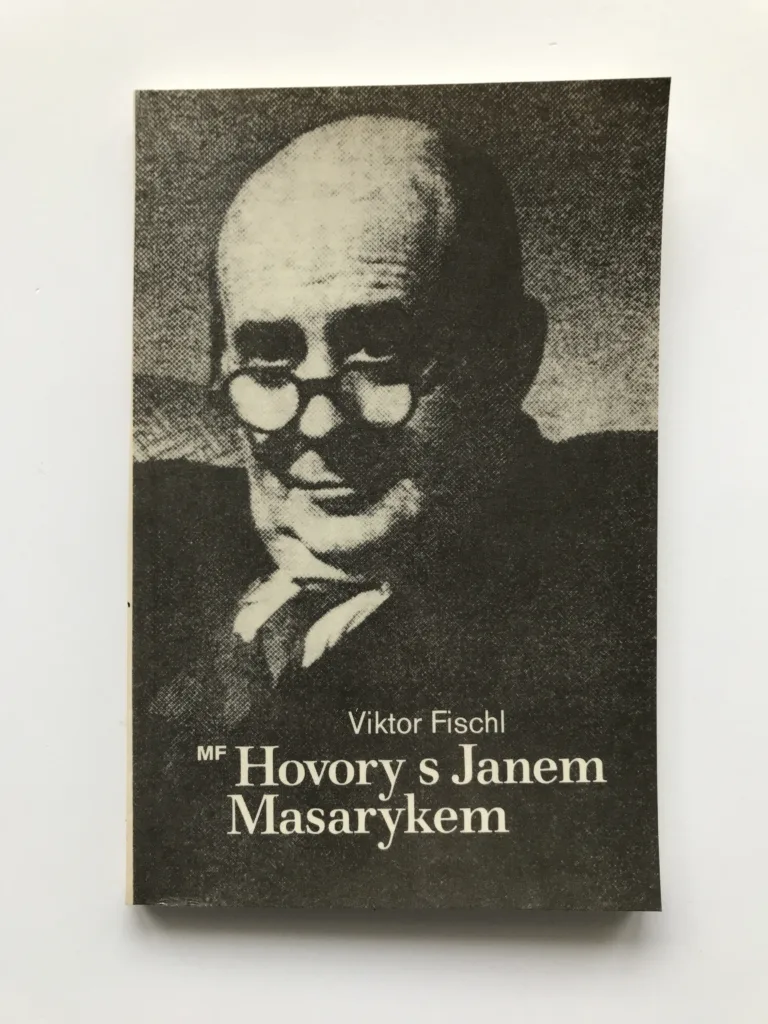 Viktor Fischl
MF Hovory s Janem
Masarykem